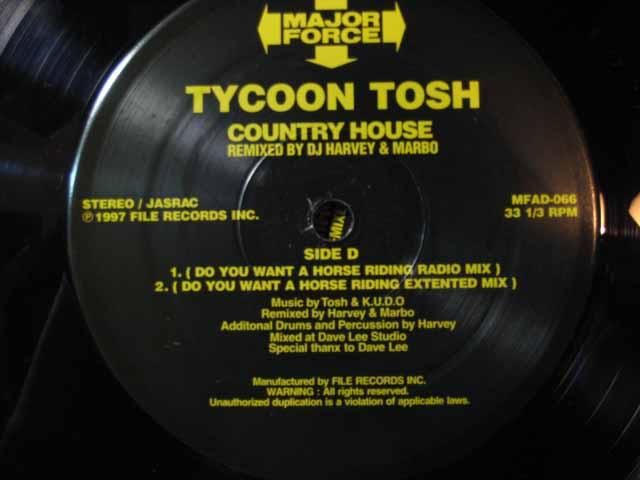 MAJOR
FORCE
TYCOON TOSH
COUNTRY HOUSE
REMIXED BY DJ HARVEY & MARBO
STEREO / JASRAC
℗ 1997 FILE RECORDS INC.
MFAD-066
33 1/3 RPM
SIDE D
1. ( DO YOU WANT A HORSE RIDING RADIO MIX )
2. ( DO YOU WANT A HORSE RIDING EXTENTED MIX )
Music by Tosh & K.U.D.O
Remixed by Harvey & Marbo
Additonal Drums and Percussion by Harvey
Mixed at Dave Lee Studio
Special thanx to Dave Lee
Manufactured by FILE RECORDS INC.
WARNING : All rights reserved.
Unauthorized duplication is a violation of applicable laws.